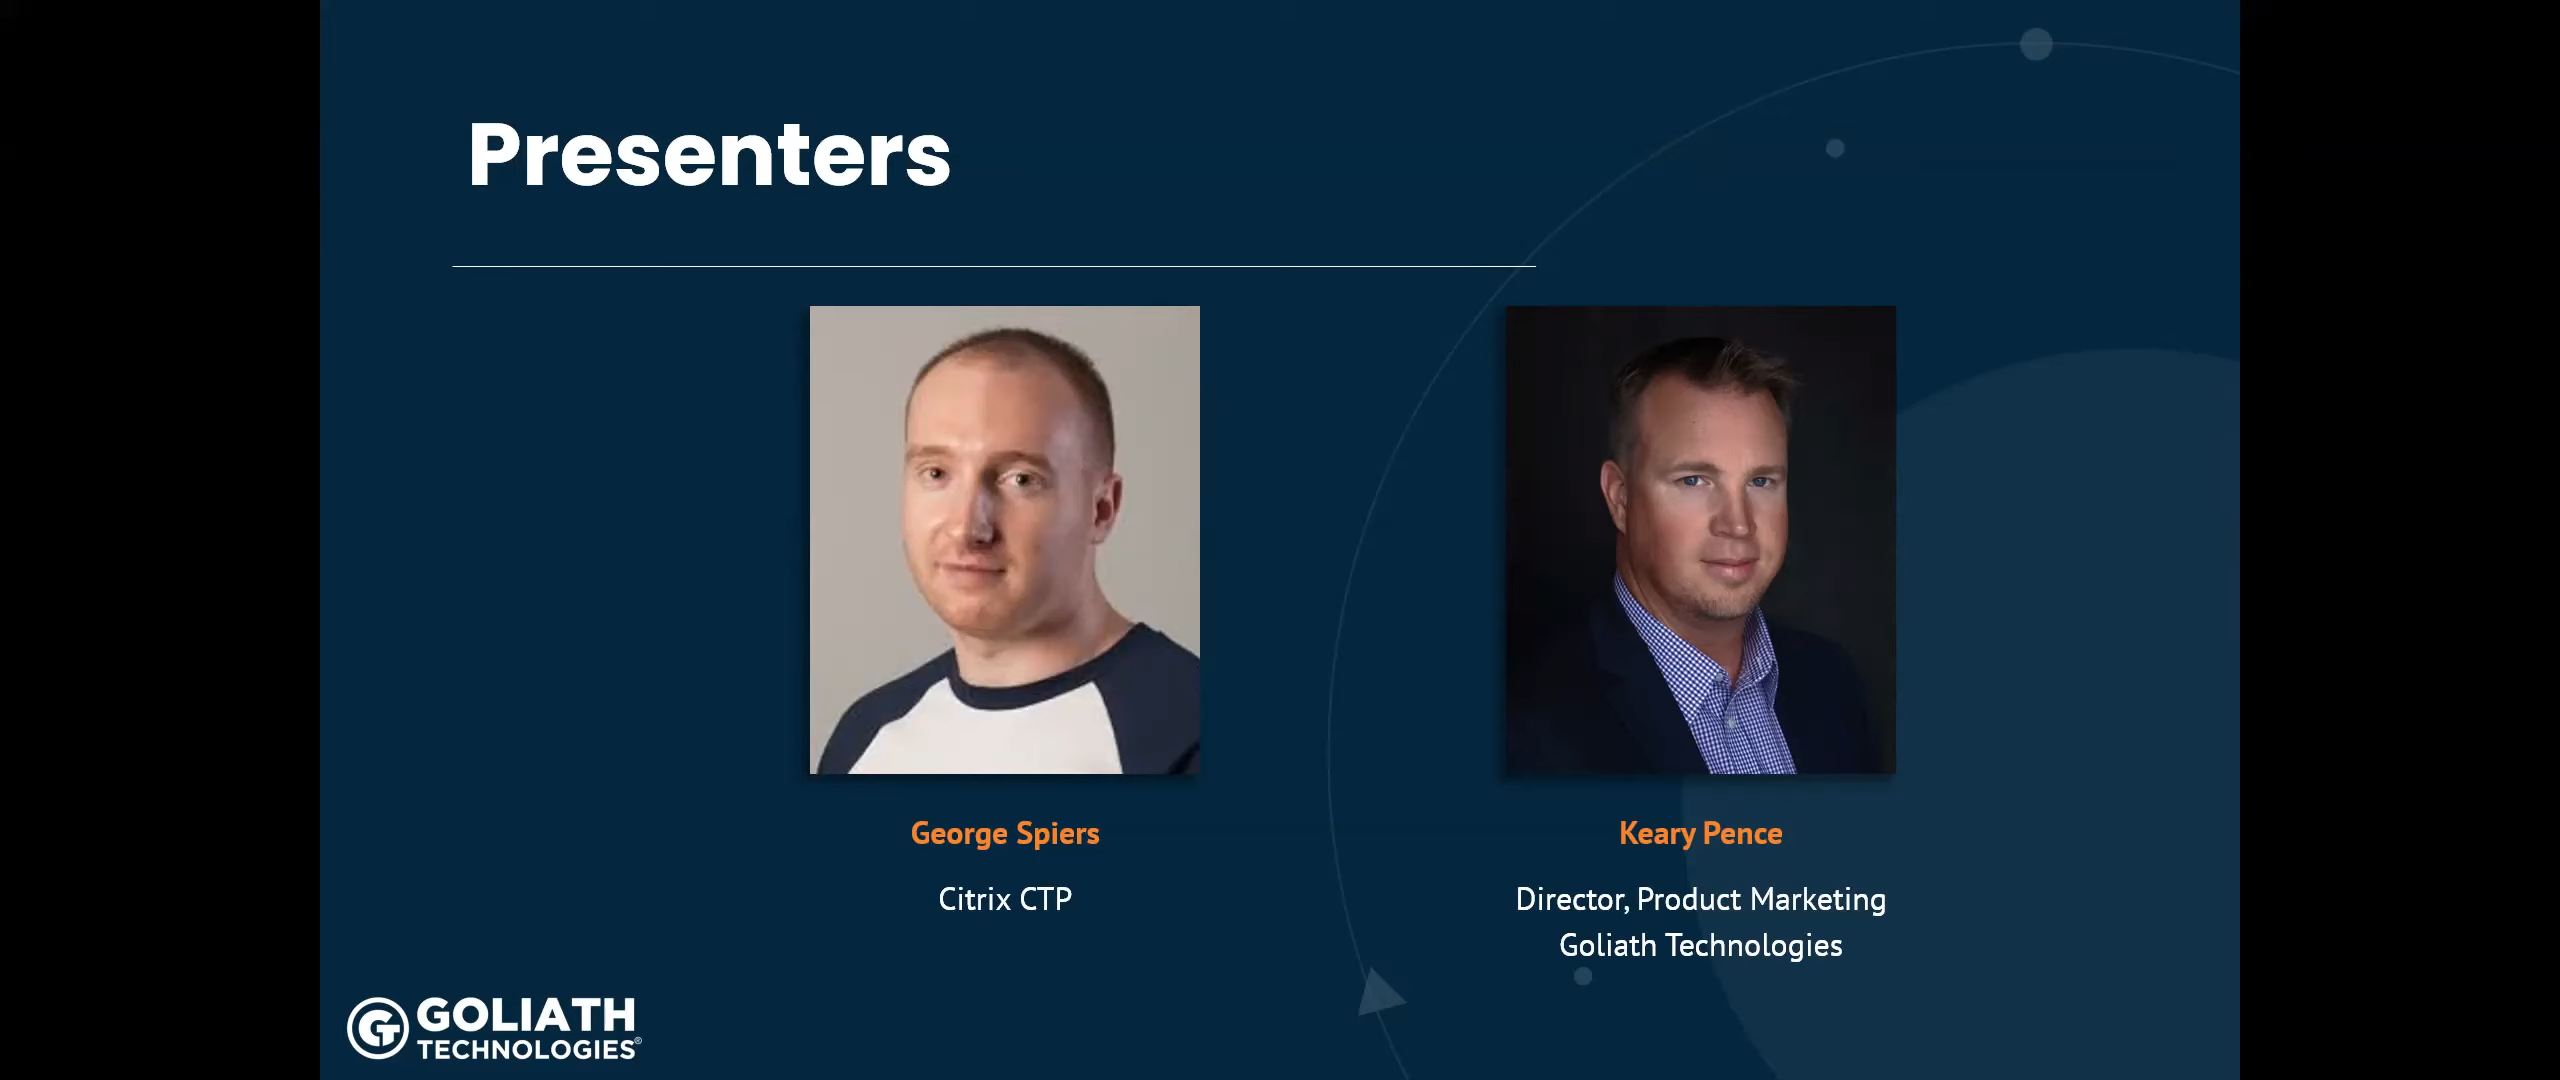 Presenters
George Spiers
Citrix CTP
Keary Pence
Director, Product Marketing
Goliath Technologies
GOLIATH
TECHNOLOGIES®